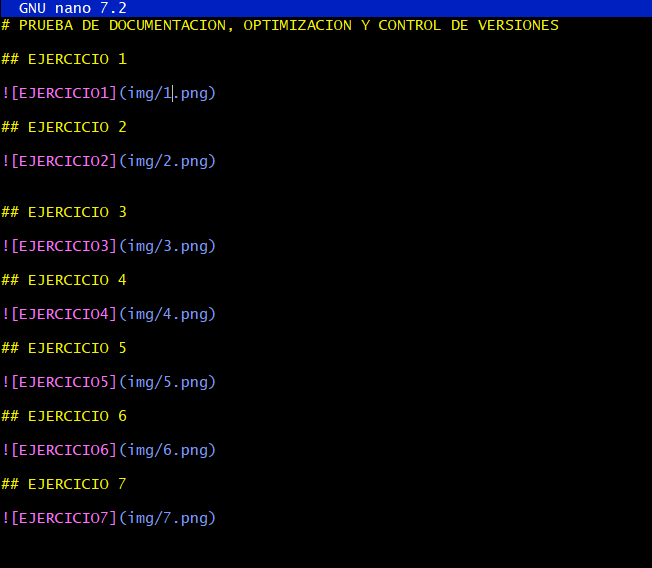 GNU nano 7.2
# PRUEBA DE DOCUMENTACION, OPTIMIZACION Y CONTROL DE VERSIONES
## EJERCICIO 1
![EJERCICIO1](img/1.png)
## EJERCICIO 2
![EJERCICIO2](img/2.png)
## EJERCICIO 3
![EJERCICIO3](img/3.png)
## EJERCICIO 4
![EJERCICIO4](img/4.png)
## EJERCICIO 5
![EJERCICIO5](img/5.png)
## EJERCICIO 6
![EJERCICIO6](img/6.png)
## EJERCICIO 7
![EJERCICIO7](img/7.png)